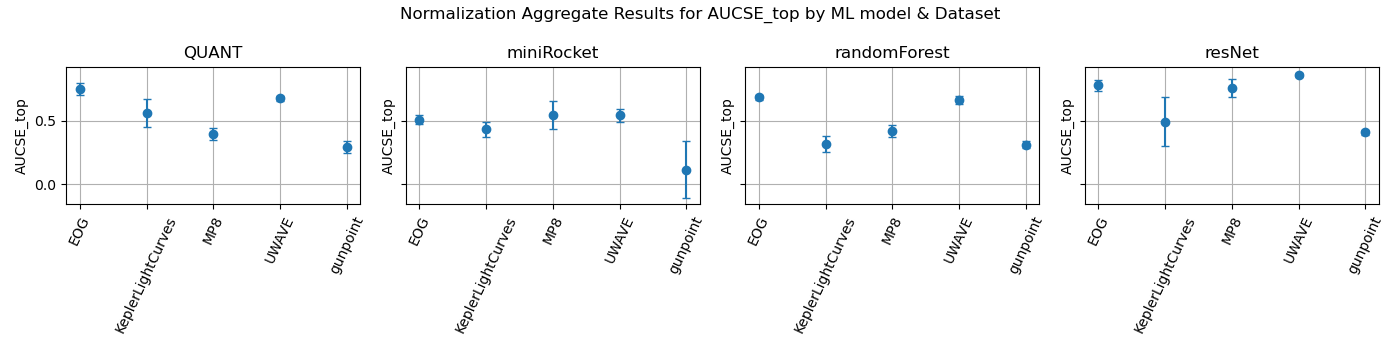 Normalization Aggregate Results for AUCSE_top by ML model & Dataset
QUANT
AUCSE_top
0.5
0.0
EOG
KeplerLightCurves
MP8
UWAVE
gunpoint
miniRocket
AUCSE_top
EOG
KeplerLightCurves
MP8
UWAVE
gunpoint
randomForest
AUCSE_top
EOG
KeplerLightCurves
MP8
UWAVE
gunpoint
resNet
AUCSE_top
EOG
KeplerLightCurves
MP8
UWAVE
gunpoint